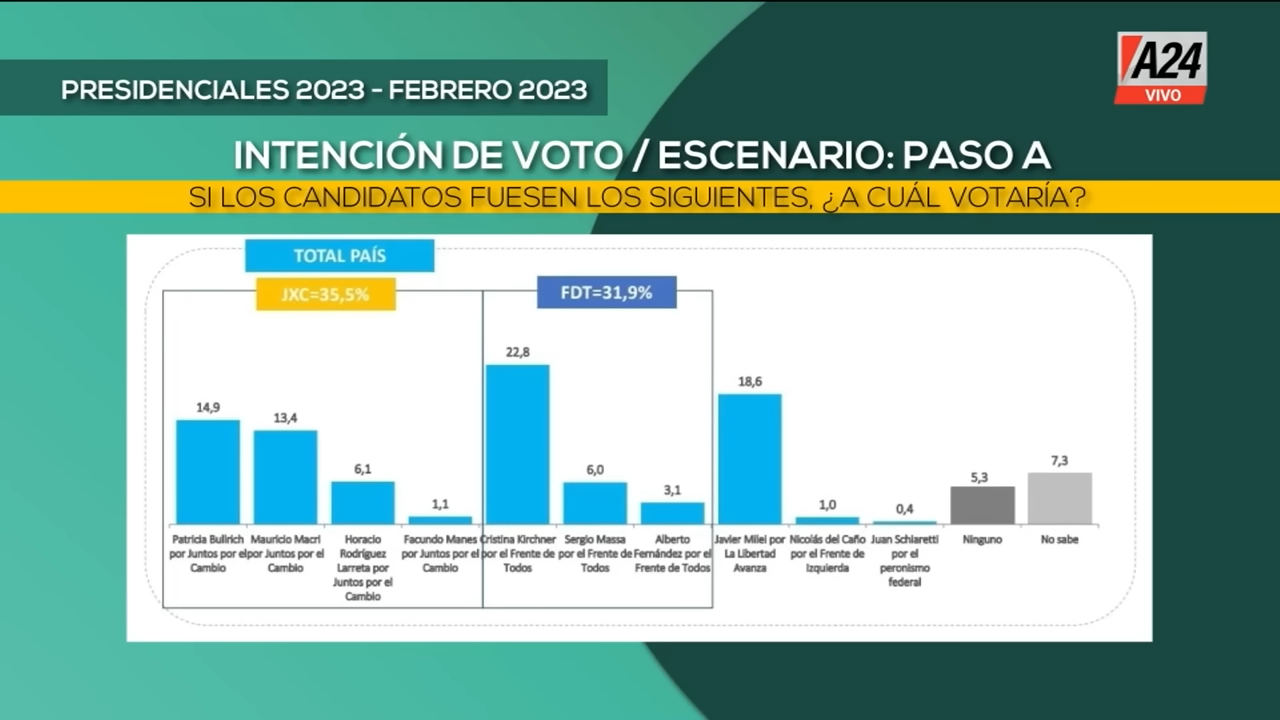 A24
VIVO
PRESIDENCIALES 2023 - FEBRERO 2023
INTENCIÓN DE VOTO / ESCENARIO: PASO A
SI LOS CANDIDATOS FUESEN LOS SIGUIENTES, ¿A CUÁL VOTARÍA?
TOTAL PAÍS
JXC=35,5%
FDT=31,9%
14,9
13,4
6,1
1,1
22,8
6,0
3,1
18,6
1,0
0,4
5,3
7,3
Patricia Bullrich
por Juntos por el
Cambio
Mauricio Macri
por Juntos por el
Cambio
Horacio
Rodríguez
Larreta por
Juntos por el
Cambio
Facundo Manes
por Juntos por el
Cambio
Cristina Kirchner
por el Frente de
Todos
Sergio Massa
por el Frente de
Todos
Alberto
Fernández por el
Frente de Todos
Javier Milei por
La Libertad
Avanza
Nicolás del Caño
por el Frente de
Izquierda
Juan Schiaretti
por el
peronismo
federal
Ninguno
No sabe